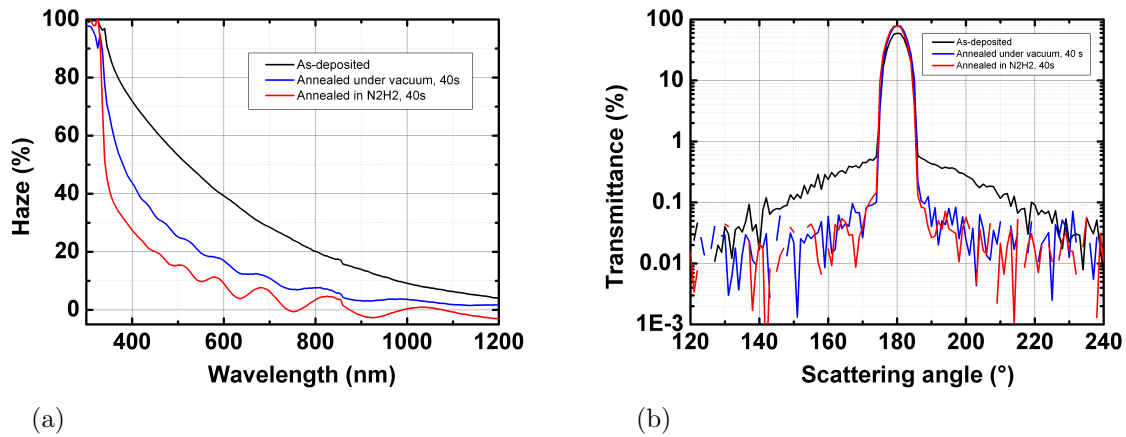 100
80
60
40
20
0
Haze (%)
As-deposited
Annealed under vacuum, 40s
Annealed in N2H2, 40s
400 600 800 1000 1200
Wavelength (nm)
(a)
100
10
1
0.1
0.01
1E-3
Transmittance (%)
As-deposited
Annealed under vacuum, 40 s
Annealed in N2H2, 40s
120 140 160 180 200 220 240
Scattering angle (°)
(b)